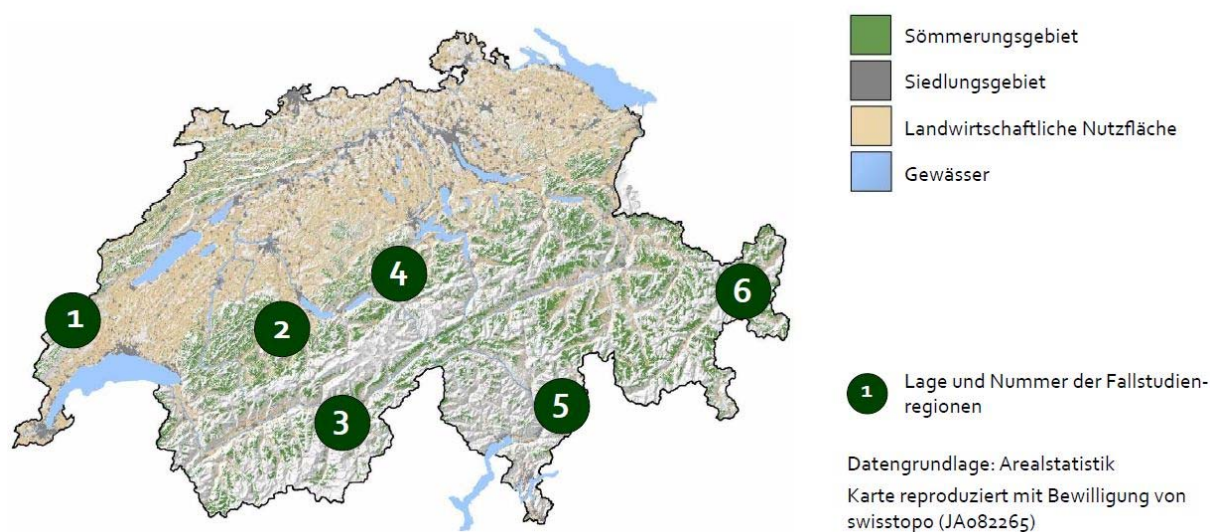 Sömmerungsgebiet
Siedlungsgebiet
Landwirtschaftliche Nutzfläche
Gewässer
1
2
3
4
5
6
1
Lage und Nummer der Fallstudien-
regionen
Datengrundlage: Arealstatistik
Karte reproduziert mit Bewilligung von
swisstopo (JA082265)